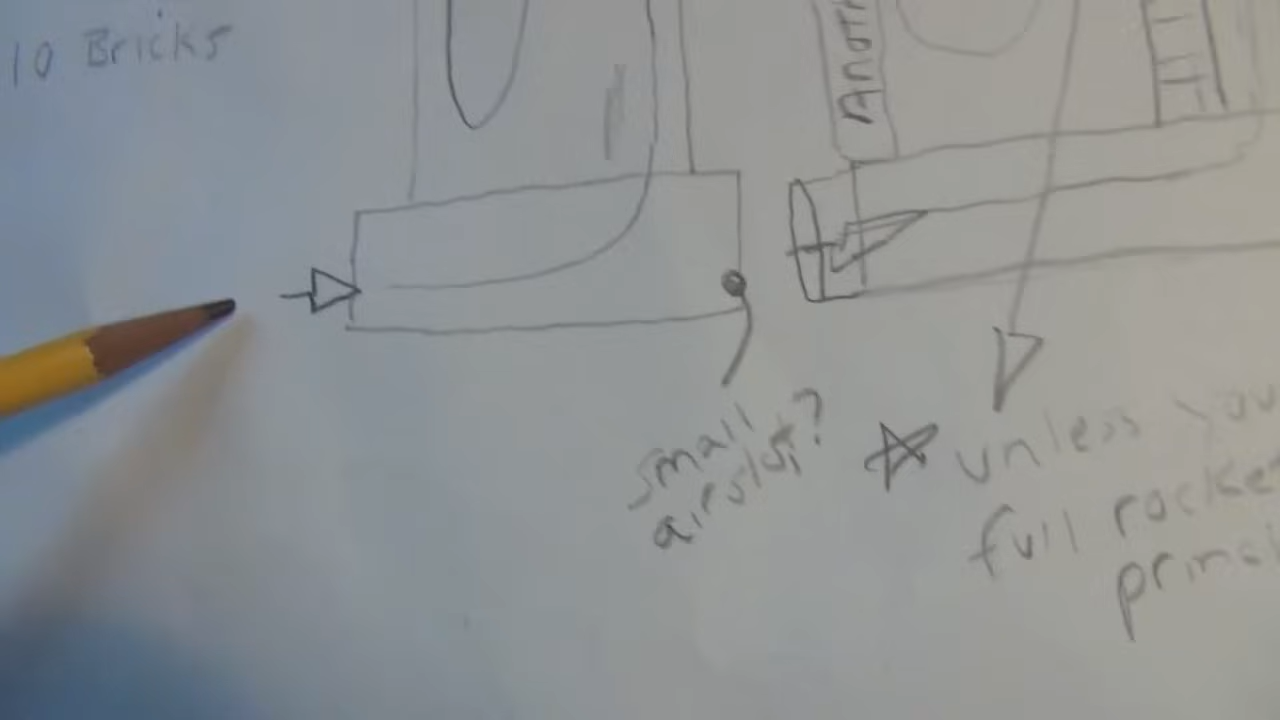 10 Bricks
Anoth
small
airslot?
unless you
full rocke
princi